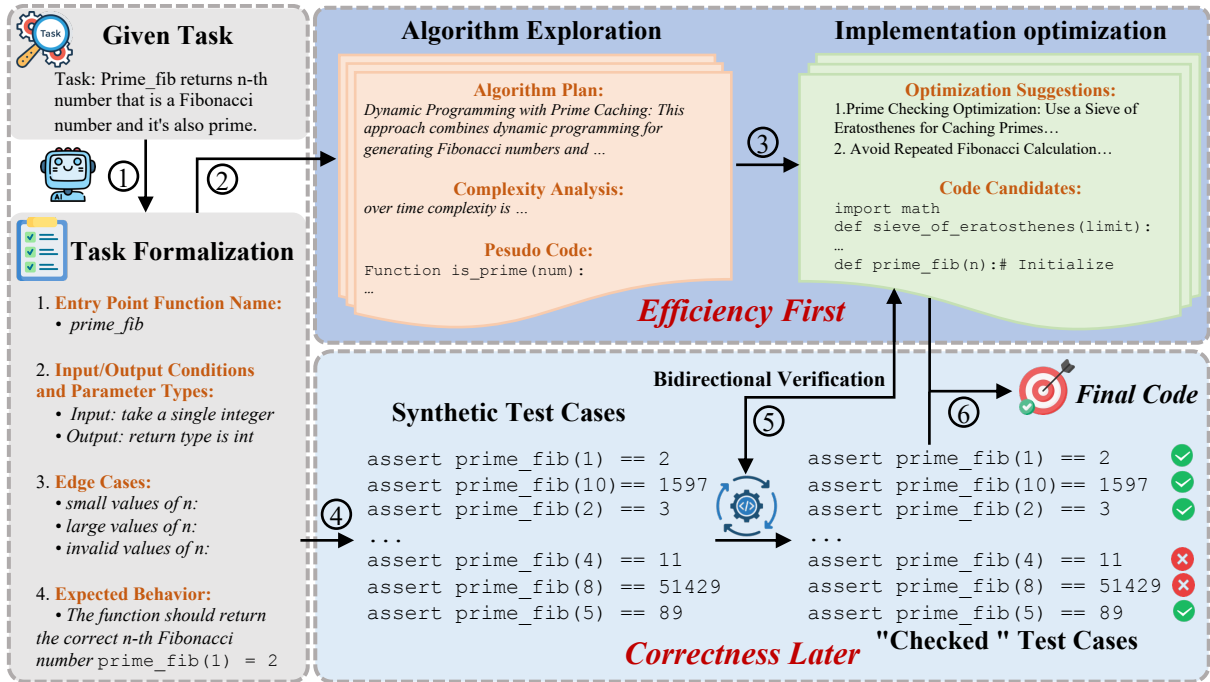 Task
Given Task
Task: Prime_fib returns n-th
number that is a Fibonacci
number and it's also prime.
AI
1
2
Task Formalization
1. Entry Point Function Name:
• prime_fib
2. Input/Output Conditions
and Parameter Types:
• Input: take a single integer
• Output: return type is int
3. Edge Cases:
• small values of n:
• large values of n:
• invalid values of n:
4. Expected Behavior:
• The function should return
the correct n-th Fibonacci
number prime_fib(1) = 2
Algorithm Exploration
Algorithm Plan:
Dynamic Programming with Prime Caching: This
approach combines dynamic programming for
generating Fibonacci numbers and …
Complexity Analysis:
over time complexity is …
Pesudo Code:
Function is_prime(num):
…
3
Implementation optimization
Optimization Suggestions:
1.Prime Checking Optimization: Use a Sieve of
Eratosthenes for Caching Primes…
2. Avoid Repeated Fibonacci Calculation…
Code Candidates:
import math
def sieve_of_eratosthenes(limit):
…
def prime_fib(n):# Initialize
Efficiency First
4
Synthetic Test Cases
assert prime_fib(1) == 2
assert prime_fib(10)== 1597
assert prime_fib(2) == 3
...
assert prime_fib(4) == 11
assert prime_fib(8) == 51429
assert prime_fib(5) == 89
Bidirectional Verification
5
</>
6
Final Code
assert prime_fib(1) == 2
assert prime_fib(10)== 1597
assert prime_fib(2) == 3
...
assert prime_fib(4) == 11
assert prime_fib(8) == 51429
assert prime_fib(5) == 89
"Checked " Test Cases
Correctness Later